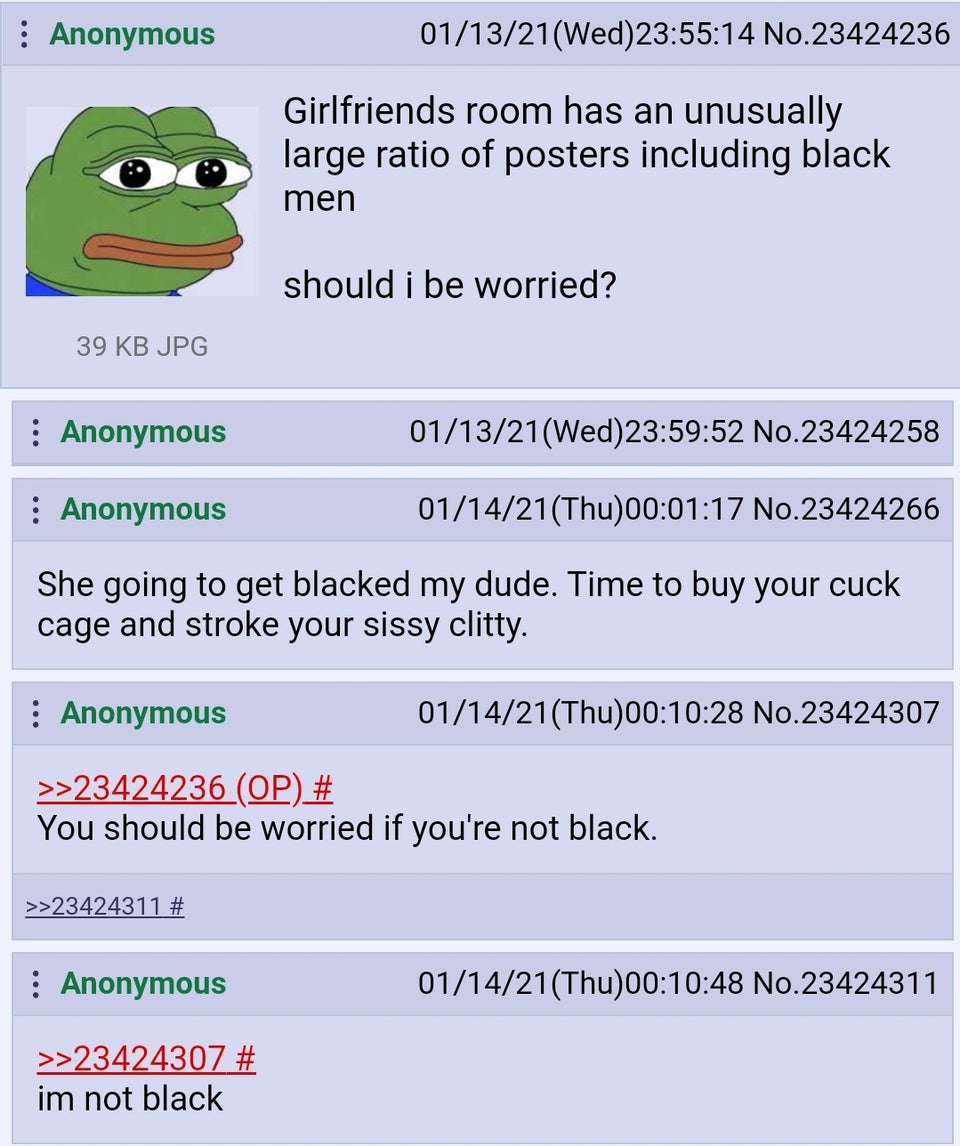 Anonymous 01/13/21(Wed)23:55:14 No.23424236
Girlfriends room has an unusually
large ratio of posters including black
men
should i be worried?
39 KB JPG
Anonymous 01/13/21(Wed)23:59:52 No.23424258
Anonymous 01/14/21(Thu)00:01:17 No.23424266
She going to get blacked my dude. Time to buy your cuck
cage and stroke your sissy clitty.
Anonymous 01/14/21(Thu)00:10:28 No.23424307
>>23424236 (OP) #
You should be worried if you're not black.
>>23424311 #
Anonymous 01/14/21(Thu)00:10:48 No.23424311
>>23424307 #
im not black